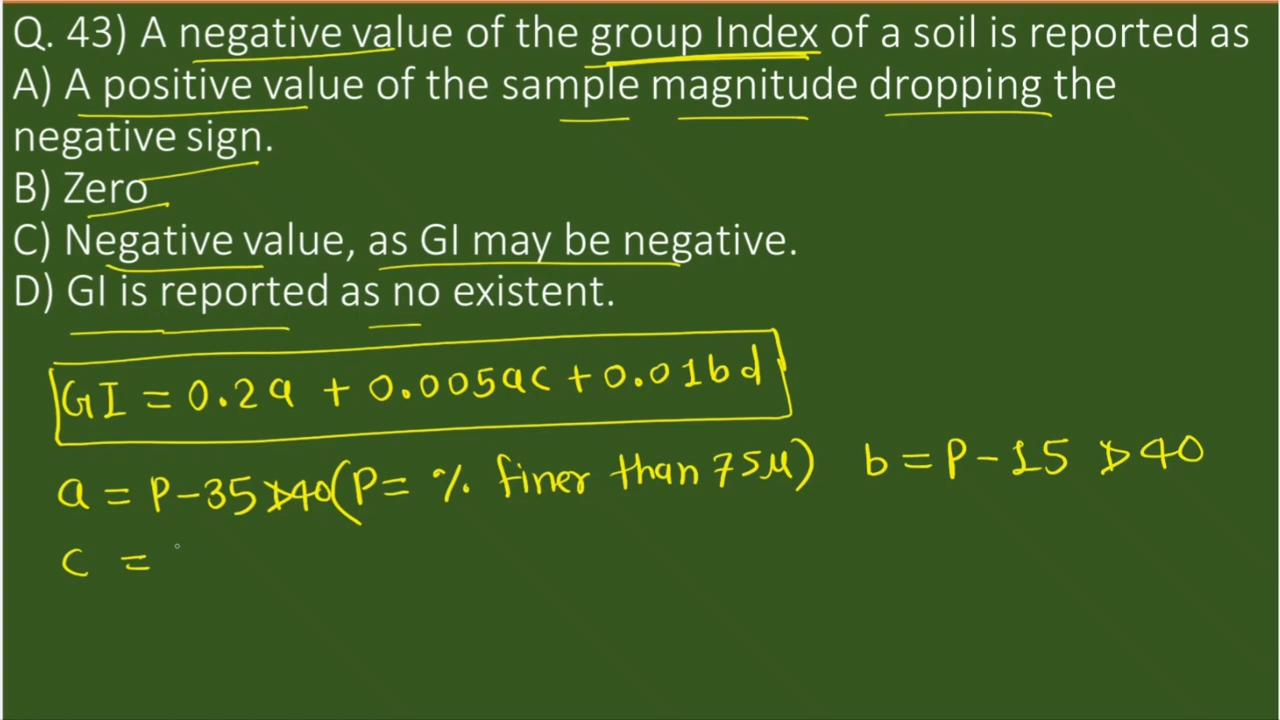 Q. 43) A negative value of the group Index of a soil is reported as
A) A positive value of the sample magnitude dropping the
negative sign.
B) Zero
C) Negative value, as GI may be negative.
D) GI is reported as no existent.
GI = 0.2a + 0.005ac + 0.01bd
a = P-35≯40(P= % finer than 75μ) b = P-15 ≯40
c =